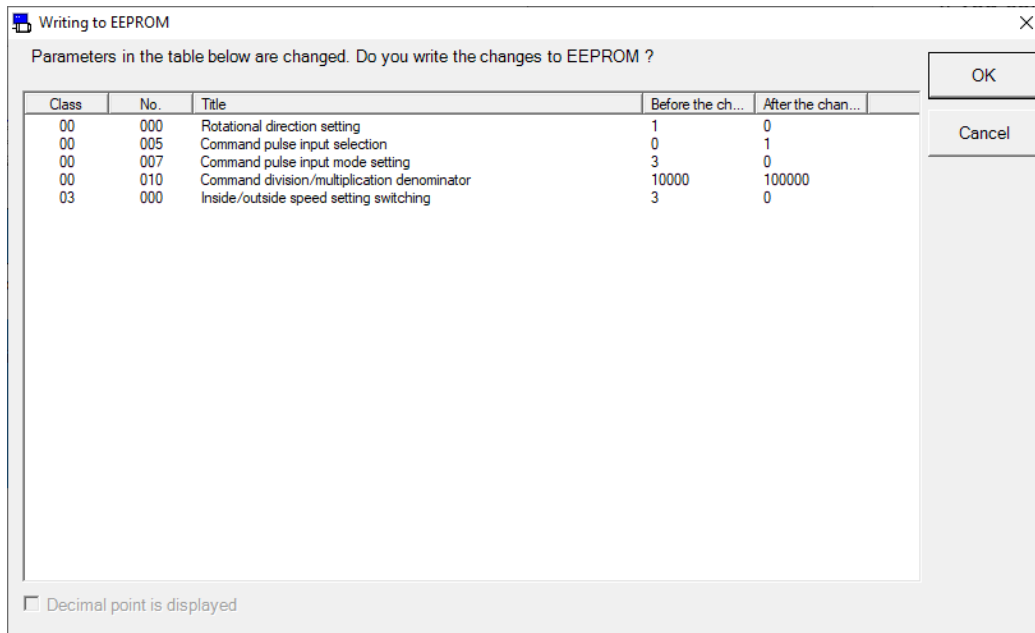 Writing to EEPROM
Parameters in the table below are changed. Do you write the changes to EEPROM ?
OK
Cancel
Class No. Title Before the ch... After the chan...
00 000 Rotational direction setting 1 0
00 005 Command pulse input selection 0 1
00 007 Command pulse input mode setting 3 0
00 010 Command division/multiplication denominator 10000 100000
03 000 Inside/outside speed setting switching 3 0
Decimal point is displayed